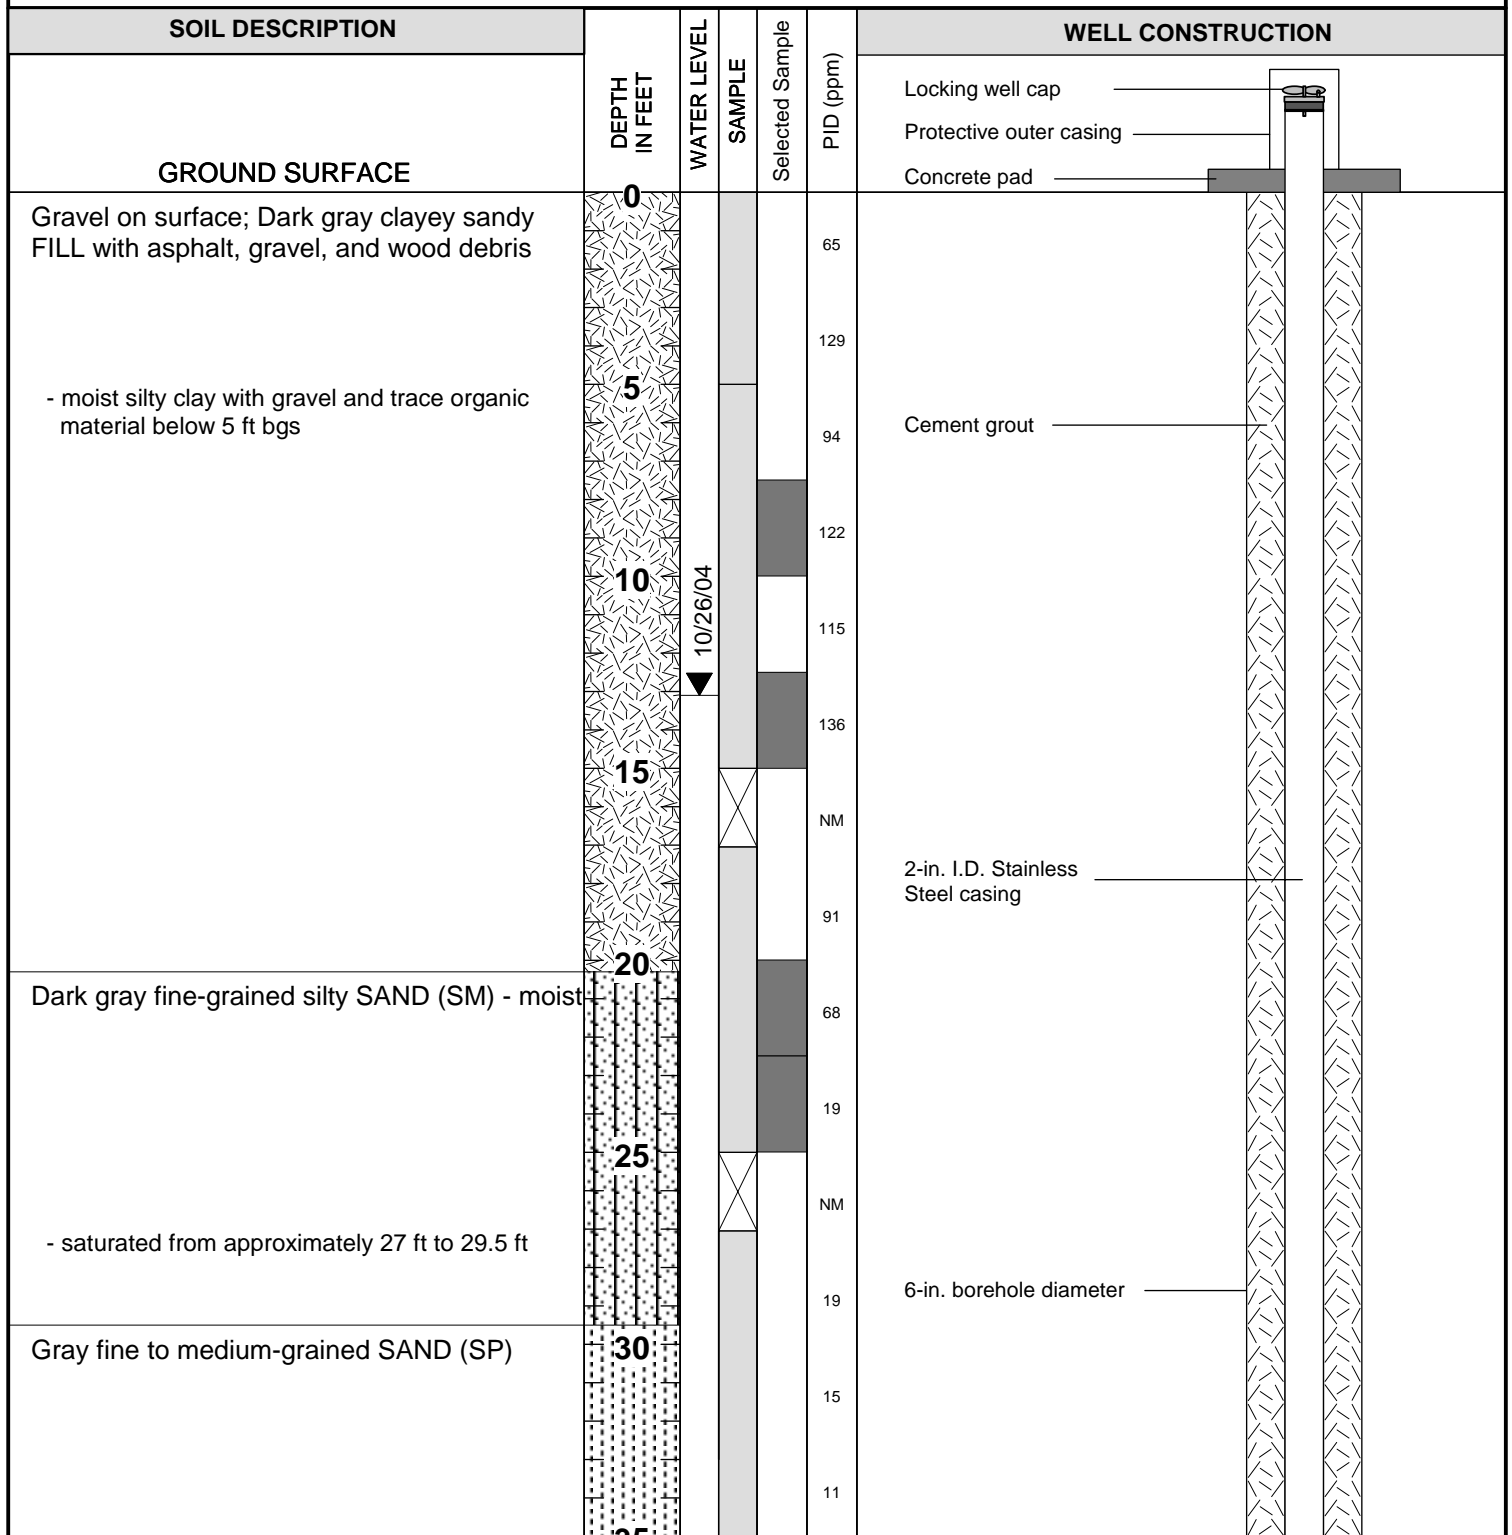 SOIL DESCRIPTION
DEPTH
IN FEET
WATER LEVEL
SAMPLE
Selected Sample
PID (ppm)
WELL CONSTRUCTION
Locking well cap
Protective outer casing
Concrete pad
GROUND SURFACE
0
Gravel on surface; Dark gray clayey sandy
FILL with asphalt, gravel, and wood debris
65
129
5
- moist silty clay with gravel and trace organic
material below 5 ft bgs
94
Cement grout
122
10
10/26/04
115
136
15
NM
2-in. I.D. Stainless
Steel casing
91
20
Dark gray fine-grained silty SAND (SM) - moist
68
19
25
NM
- saturated from approximately 27 ft to 29.5 ft
19
6-in. borehole diameter
Gray fine to medium-grained SAND (SP)
30
15
11